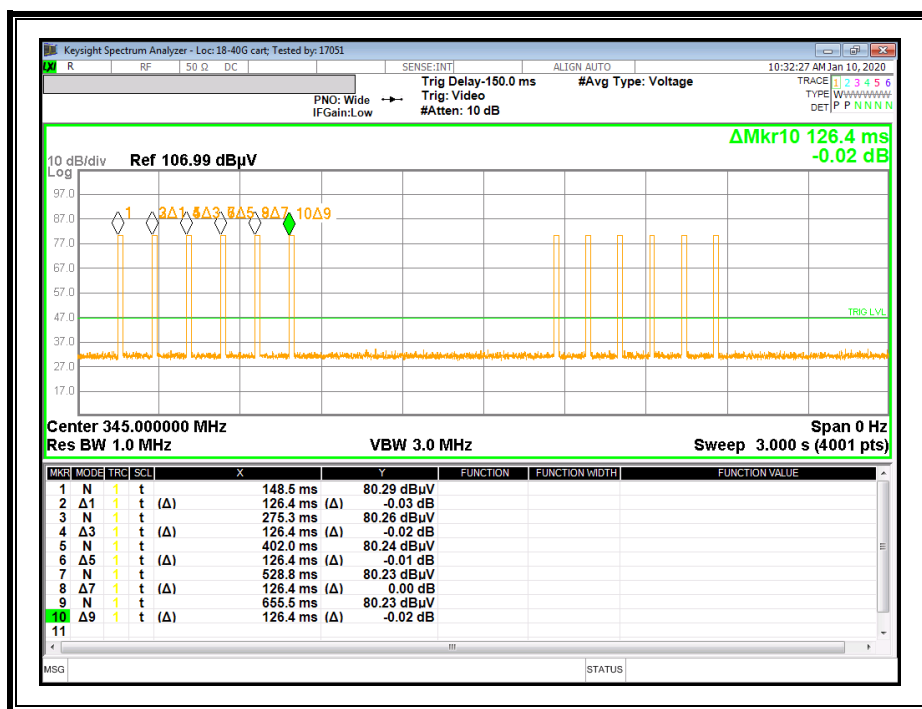 Keysight Spectrum Analyzer - Loc: 18-40G cart; Tested by: 17051
LXI R RF 50 Ω DC SENSE:INT ALIGN AUTO 10:32:27 AM Jan 10, 2020
Trig Delay-150.0 ms #Avg Type: Voltage TRACE 1 2 3 4 5 6
PNO: Wide Trig: Video TYPE WWWWWWW
IFGain:Low #Atten: 10 dB DET P P N N N N
ΔMkr10 126.4 ms
-0.02 dB
10 dB/div Ref 106.99 dBµV
Log
97.0
87.0
77.0
67.0
57.0
47.0
37.0
27.0
17.0
1 10Δ9
TRIG LVL
Center 345.000000 MHz Span 0 Hz
Res BW 1.0 MHz VBW 3.0 MHz Sweep 3.000 s (4001 pts)
MKR MODE TRC SCL X Y FUNCTION FUNCTION WIDTH FUNCTION VALUE
1 N 1 t 148.5 ms 80.29 dBµV
2 Δ1 1 t (Δ) 126.4 ms (Δ) -0.03 dB
3 N 1 t 275.3 ms 80.26 dBµV
4 Δ3 1 t (Δ) 126.4 ms (Δ) -0.02 dB
5 N 1 t 402.0 ms 80.24 dBµV
6 Δ5 1 t (Δ) 126.4 ms (Δ) -0.01 dB
7 N 1 t 528.8 ms 80.23 dBµV
8 Δ7 1 t (Δ) 126.4 ms (Δ) 0.00 dB
9 N 1 t 655.5 ms 80.23 dBµV
10 Δ9 1 t (Δ) 126.4 ms (Δ) -0.02 dB
11
MSG STATUS